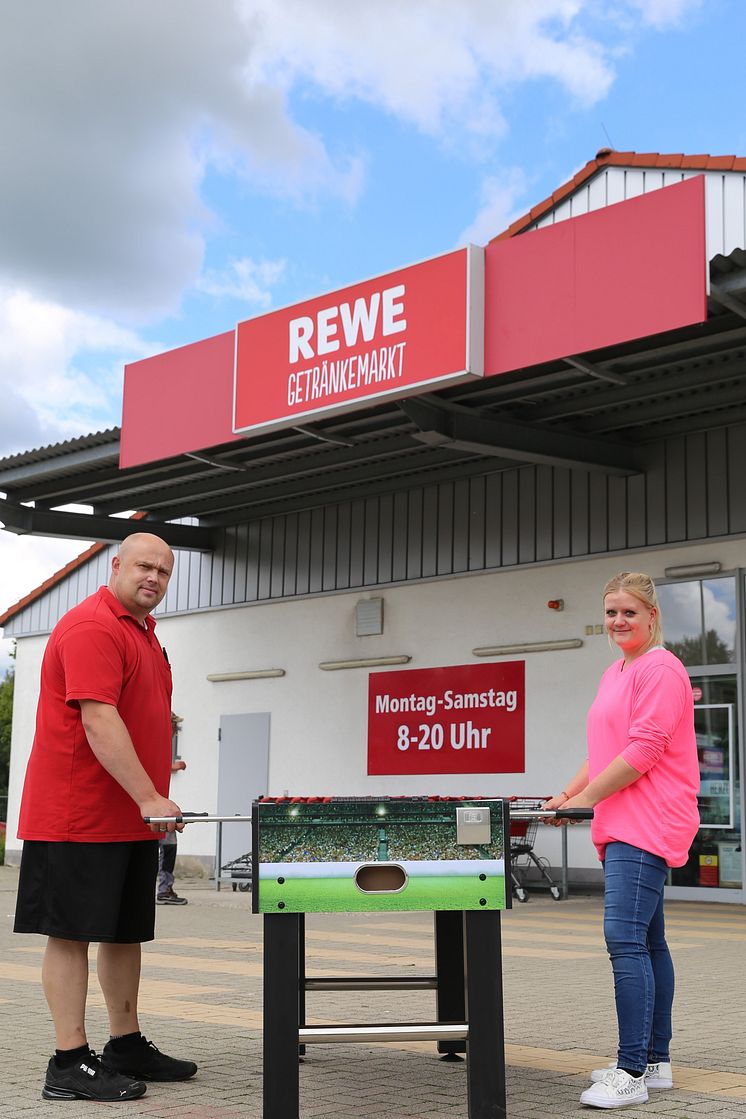 REWE
GETRÄNKEMARKT
Montag-Samstag
8-20 Uhr